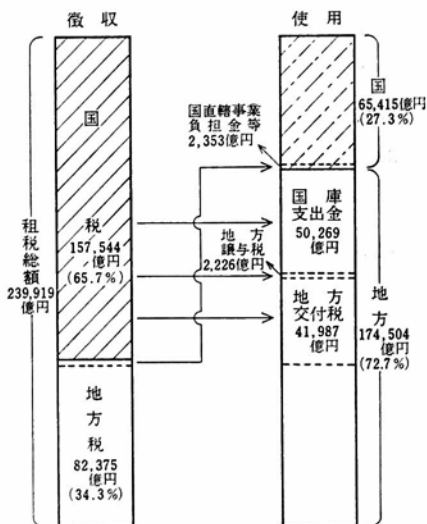 徴収
使用
国
税
157,544
億円
(65.7%)
租税総額
239,919
億円
地方税
82,375
億円
(34.3%)
国直轄事業
負担金等
2,353億円
国
65,415億円
(27.3%)
国庫
支出金
50,269
億円
地方
譲与税
2,226億円
地方
交付税
41,987
億円
地方
174,504
億円
(72.7%)